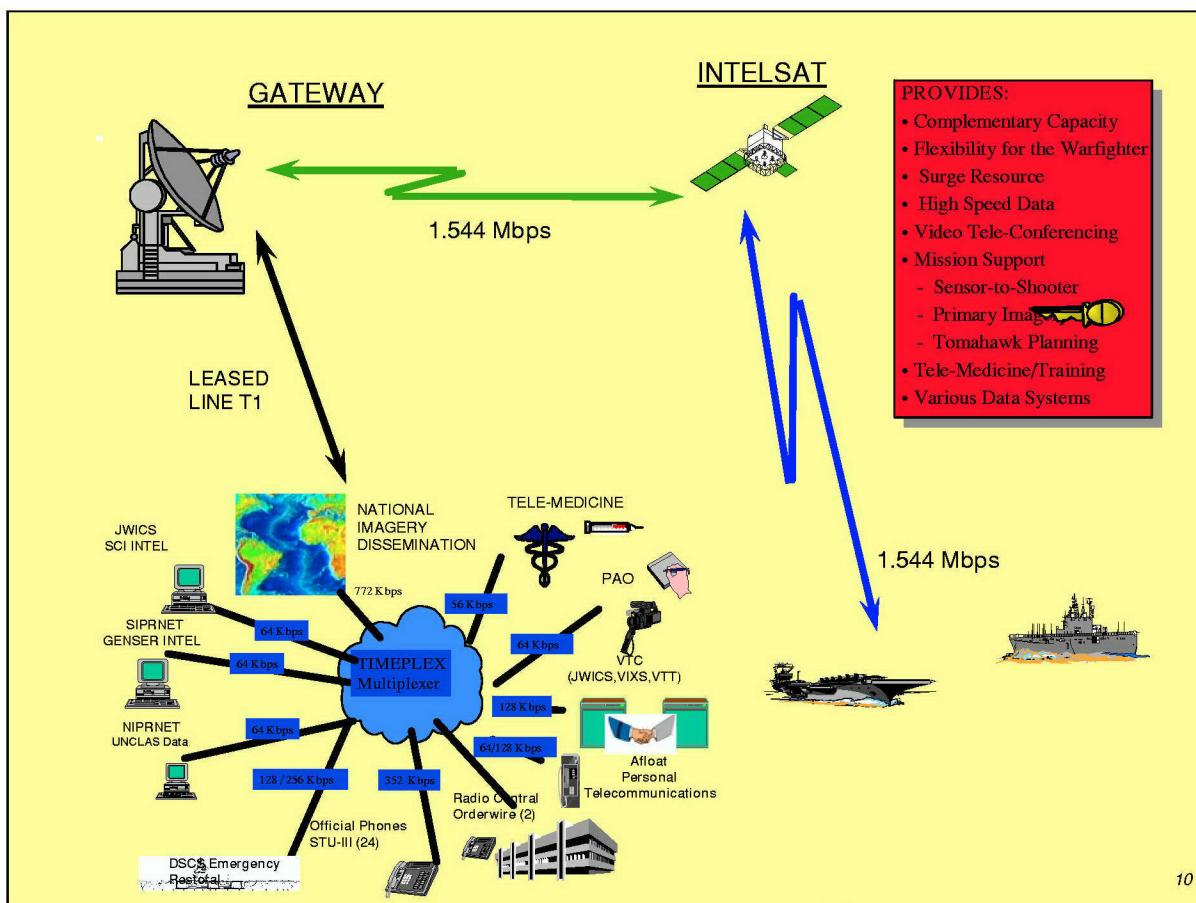 GATEWAY
INTELSAT
1.544 Mbps
PROVIDES:
• Complementary Capacity
• Flexibility for the Warfighter
• Surge Resource
• High Speed Data
• Video Tele-Conferencing
• Mission Support
- Sensor-to-Shooter
- Primary
- Tomahawk Planning
• Tele-Medicine/Training
• Various Data Systems
LEASED
LINE T1
1.544 Mbps
NATIONAL
IMAGERY
DISSEMINATION
772 Kbps
TELE-MEDICINE
56 Kbps
JWICS
SCI INTEL
64 Kbps
PAO
64 Kbps
SIPRNET
GENSER INTEL
64 Kbps
TIMEPLEX
Multiplexer
VTC
(JWICS,VIXS,VTT)
128 Kbps
NIPRNET
UNCLAS Data
64 Kbps
64/128 Kbps
Afloat
Personal
Telecommunications
128 / 256 Kbps
352 Kbps
Radio Central
Orderwire (2)
Official Phones
STU-III (24)
DSCS Emergency
Restoral
10